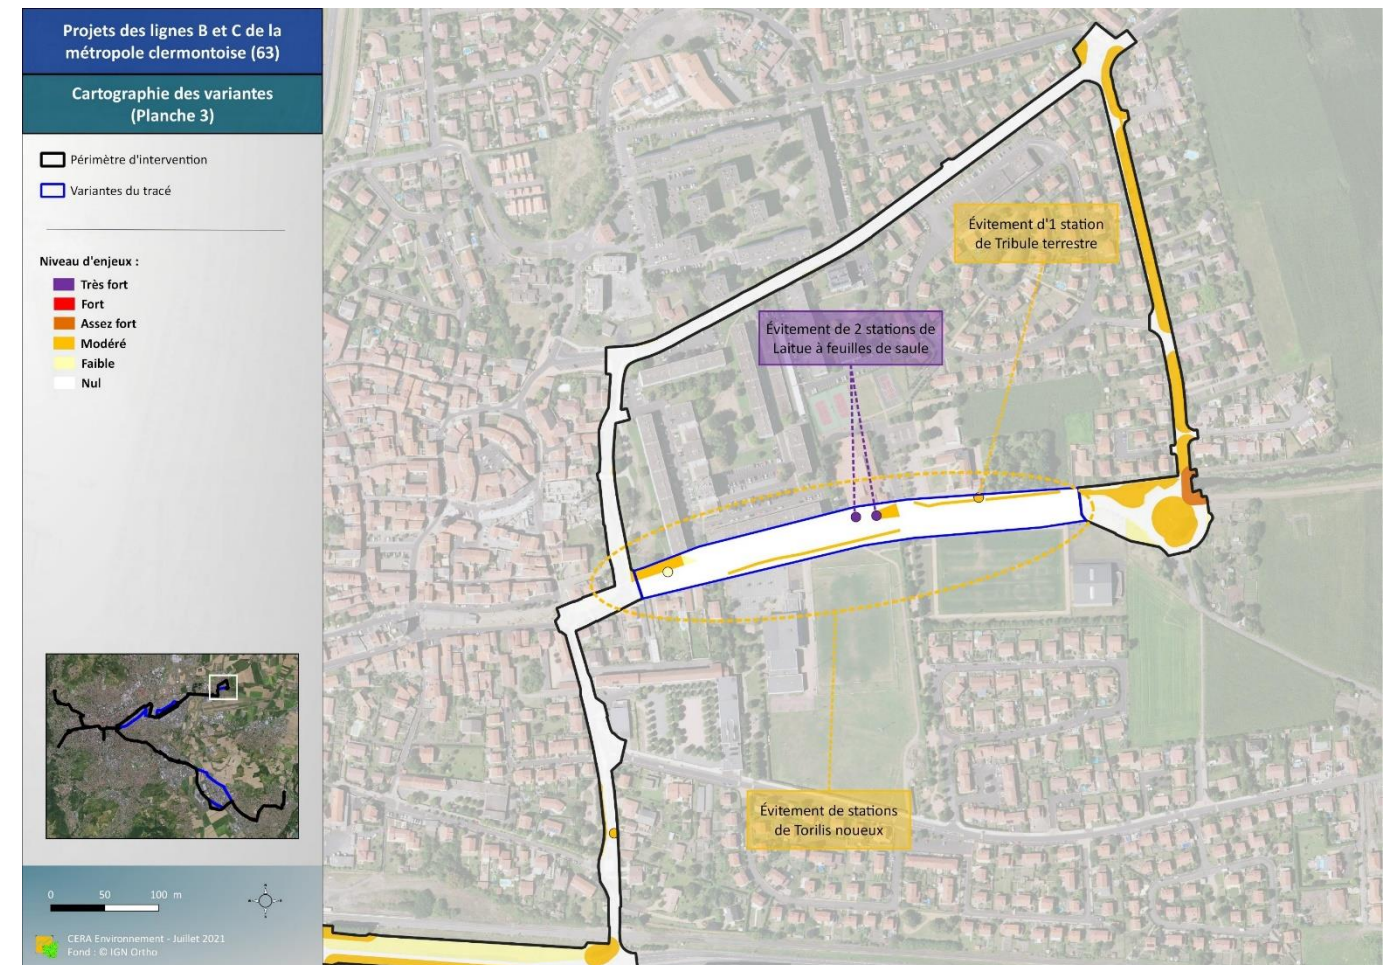 Projets des lignes B et C de la
métropole clermontoise (63)
Cartographie des variantes
(Planche 3)
Périmètre d'intervention
Variantes du tracé
Niveau d'enjeux :
Très fort
Fort
Assez fort
Modéré
Faible
Nul
0 50 100 m
CERA Environnement - Juillet 2021
Fond : © IGN Ortho
Évitement d'1 station
de Tribule terrestre
Évitement de 2 stations de
Laitue à feuilles de saule
Évitement de stations
de Torilis noueux